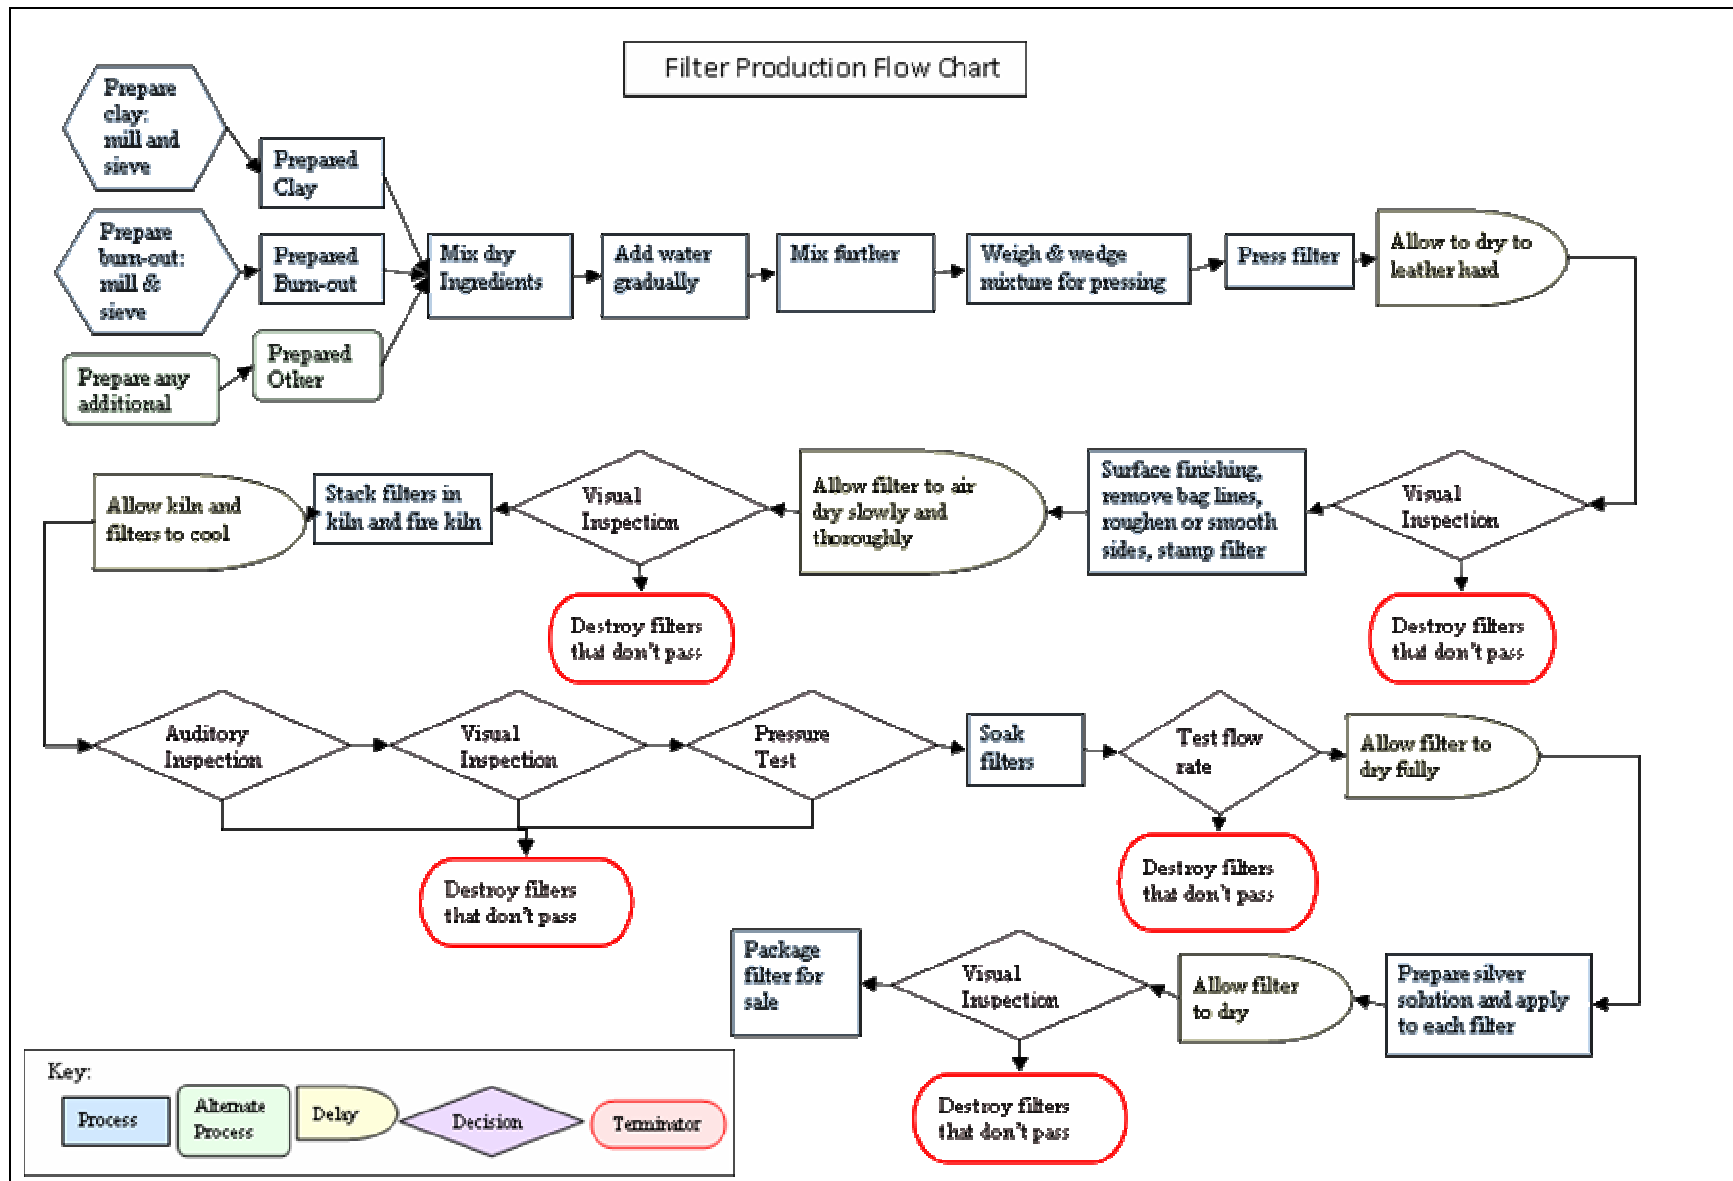 Filter Production Flow Chart
Prepare
clay:
mill and
sieve
Prepared
Clay
Prepare
burn-out:
mill &
sieve
Prepared
Burn-out
Prepare any
additional
Prepared
Other
Mix dry
Ingredients
Add water
gradually
Mix further
Weigh & wedge
mixture for pressing
Press filter
Allow to dry to
leather hard
Visual
Inspection
Destroy filters
that don't pass
Surface finishing,
remove bag lines,
roughen or smooth
sides, stamp filter
Allow filter to air
dry slowly and
thoroughly
Visual
Inspection
Destroy filters
that don't pass
Stack filters in
kiln and fire kiln
Allow kiln and
filters to cool
Auditory
Inspection
Visual
Inspection
Pressure
Test
Destroy filters
that don't pass
Soak
filters
Test flow
rate
Destroy filters
that don't pass
Allow filter to
dry fully
Prepare silver
solution and apply
to each filter
Allow filter
to dry
Visual
Inspection
Destroy filters
that don't pass
Package
filter for
sale
Key:
Process
Alternate
Process
Delay
Decision
Terminator